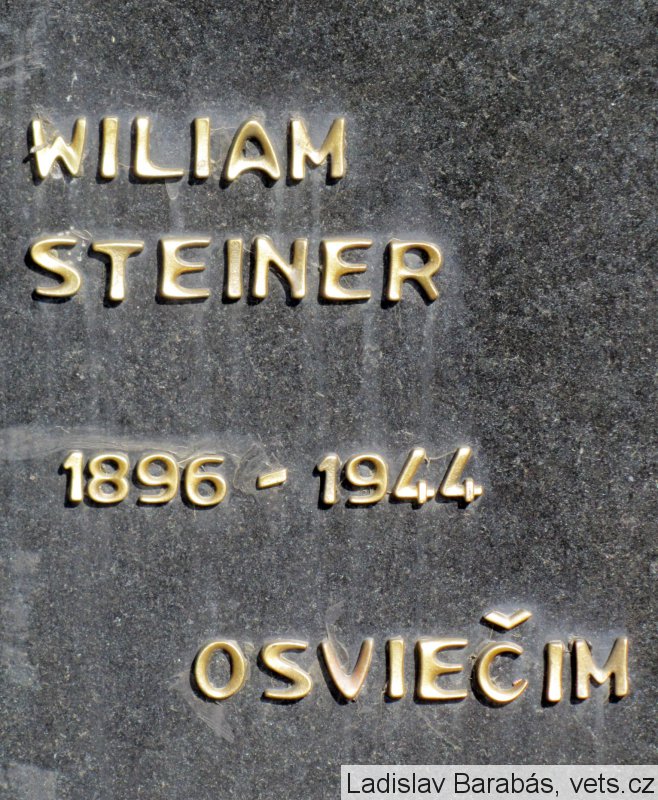 WILIAM
STEINER
1896 - 1944
OSVIEČIM
Ladislav Barabás, vets.cz